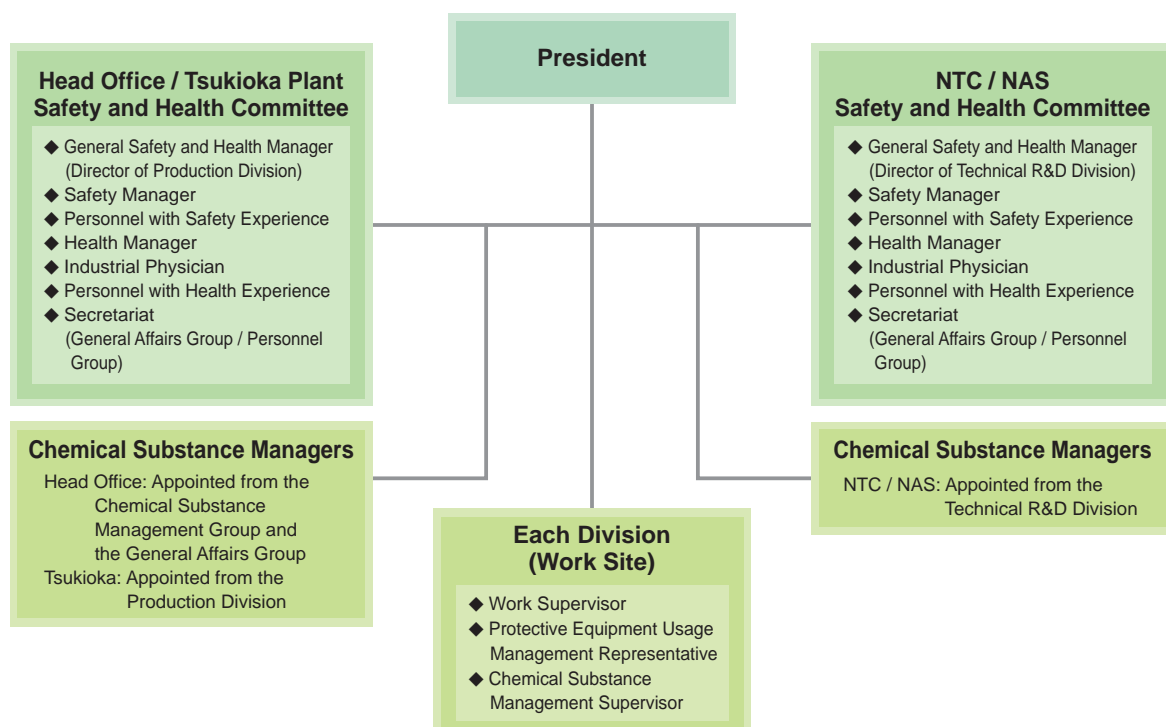 President
Head Office / Tsukioka Plant
Safety and Health Committee
◆ General Safety and Health Manager
(Director of Production Division)
◆ Safety Manager
◆ Personnel with Safety Experience
◆ Health Manager
◆ Industrial Physician
◆ Personnel with Health Experience
◆ Secretariat
(General Affairs Group / Personnel
Group)
NTC / NAS
Safety and Health Committee
◆ General Safety and Health Manager
(Director of Technical R&D Division)
◆ Safety Manager
◆ Personnel with Safety Experience
◆ Health Manager
◆ Industrial Physician
◆ Personnel with Health Experience
◆ Secretariat
(General Affairs Group / Personnel
Group)
Chemical Substance Managers
Head Office: Appointed from the
Chemical Substance
Management Group and
the General Affairs Group
Tsukioka: Appointed from the
Production Division
Chemical Substance Managers
NTC / NAS: Appointed from the
Technical R&D Division
Each Division
(Work Site)
◆ Work Supervisor
◆ Protective Equipment Usage
Management Representative
◆ Chemical Substance
Management Supervisor